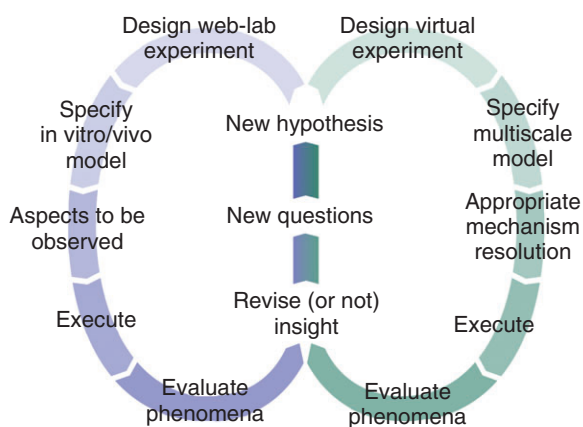 Design web-lab
experiment
Design virtual
experiment
Specify
in vitro/vivo
model
New hypothesis
Specify
multiscale
model
Aspects to be
observed
New questions
Appropriate
mechanism
resolution
Execute
Revise (or not)
insight
Execute
Evaluate
phenomena
Evaluate
phenomena